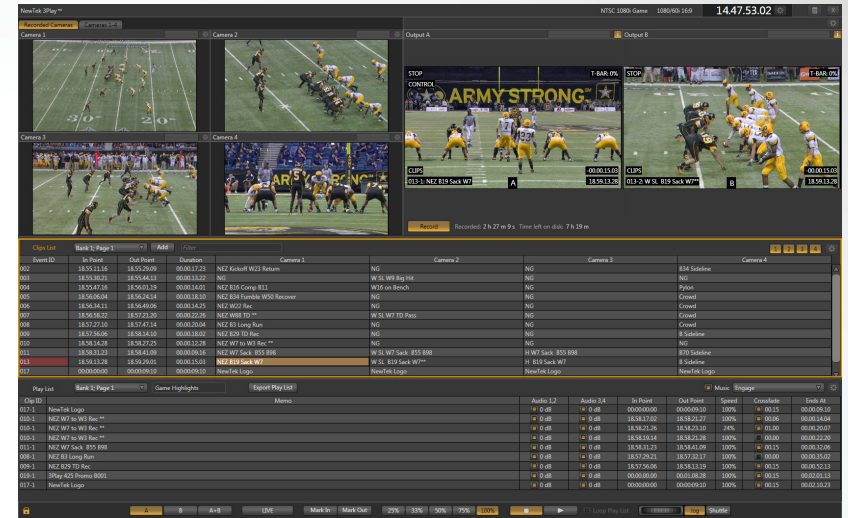 NewTek 3Play™ NTSC 1080i Game 1080/60i 16:9 14.47.53.02
Recorded Cameras Cameras 1-4
Camera 1 Camera 2 Output A Output B
STOP T-BAR: 0% STOP T-BAR: 0%
CONTROL
ARMY STRONG
Camera 3 Camera 4
CLIPS -00.00.15.03 CLIPS -00.00.15.03
013-1: NEZ B19 Sack W7 A 18.59.13.28 013-2: W SL B19 Sack W7** B 18.59.13.28
Record Recorded: 2 h 27 m 9 s Time left on disk: 7 h 19 m
Clips List Bank 1; Page 1 Add Filter 1 2 3 4
Event ID In Point Out Point Duration Camera 1 Camera 2 Camera 3 Camera 4
002 18.55.11.16 18.55.29.09 00.00.17.23 NEZ Kickoff W23 Return NG NG B34 Sideline
003 18.55.30.21 18.55.44.13 00.00.13.22 NG W SL W9 Big Hit NG NG
004 18.55.47.16 18.56.01.19 00.00.14.01 NEZ B16 Comp B11 W16 on Bench NG Pylon
005 18.56.06.04 18.56.24.14 00.00.18.10 NEZ B34 Fumble W50 Recover NG NG Crowd
006 18.56.34.11 18.56.49.06 00.00.14.25 NEZ W22 Rec NG NG Crowd
007 18.56.58.22 18.57.21.20 00.00.22.26 NEZ W88 TD ** W SL W7 TD Pass NG Crowd
008 18.57.27.10 18.57.47.14 00.00.20.04 NEZ B3 Long Run NG NG Crowd
009 18.57.56.06 18.58.14.10 00.00.18.02 NEZ B29 TD Rec NG NG B Sideline
010 18.58.14.28 18.58.27.25 00.00.12.28 NEZ W7 to W3 Rec ** NG NG NG
011 18.58.31.23 18.58.41.09 00.00.09.16 NEZ W7 Sack B55 B98 W SL W7 Sack B55 B98 H W7 Sack B55 B98 B70 Sideline
013 18.59.13.28 18.59.29.01 00.00.15.03 NEZ B19 Sack W7 W SL B19 Sack W7** H B19 Sack W7 B Sideline
017 00.00.00.00 00.00.09.10 00.00.09.10 NewTek Logo NewTek Logo NewTek Logo NewTek Logo
Play List Bank 1; Page 1 Game Highlights Export Play List Music Engage
Clip ID Memo Audio 1,2 Audio 3,4 In Point Out Point Speed Crossfade Ends At
017-1 NewTek Logo 0 dB 0 dB 00.00.00.00 00.00.09.10 100% 00.15 00.00.09.10
010-1 NEZ W7 to W3 Rec ** 0 dB 0 dB 18.58.17.02 18.58.21.27 100% 00.06 00.00.14.04
010-1 NEZ W7 to W3 Rec ** 0 dB 0 dB 18.58.21.26 18.58.23.10 24% 01.00 00.00.20.07
010-1 NEZ W7 to W3 Rec ** 0 dB 0 dB 18.58.19.14 18.58.21.28 100% 00.00 00.00.22.20
011-1 NEZ W7 Sack B55 B98 0 dB 0 dB 18.58.31.23 18.58.41.09 100% 00.15 00.00.32.06
008-1 NEZ B3 Long Run 0 dB 0 dB 18.57.29.21 18.57.32.17 100% 00.00 00.00.35.02
009-1 NEZ B29 TD Rec 0 dB 0 dB 18.57.56.06 18.58.13.19 100% 00.15 00.00.52.13
019-1 3Play 425 Promo B001 0 dB 0 dB 00.00.00.00 00.01.08.28 100% 00.15 00.02.01.13
017-1 NewTek Logo 0 dB 0 dB 00.00.00.00 00.00.09.10 100% 00.15 00.02.10.23
A B A+B LIVE Mark In Mark Out 25% 33% 50% 75% 100% Loop Play List Jog Shuttle